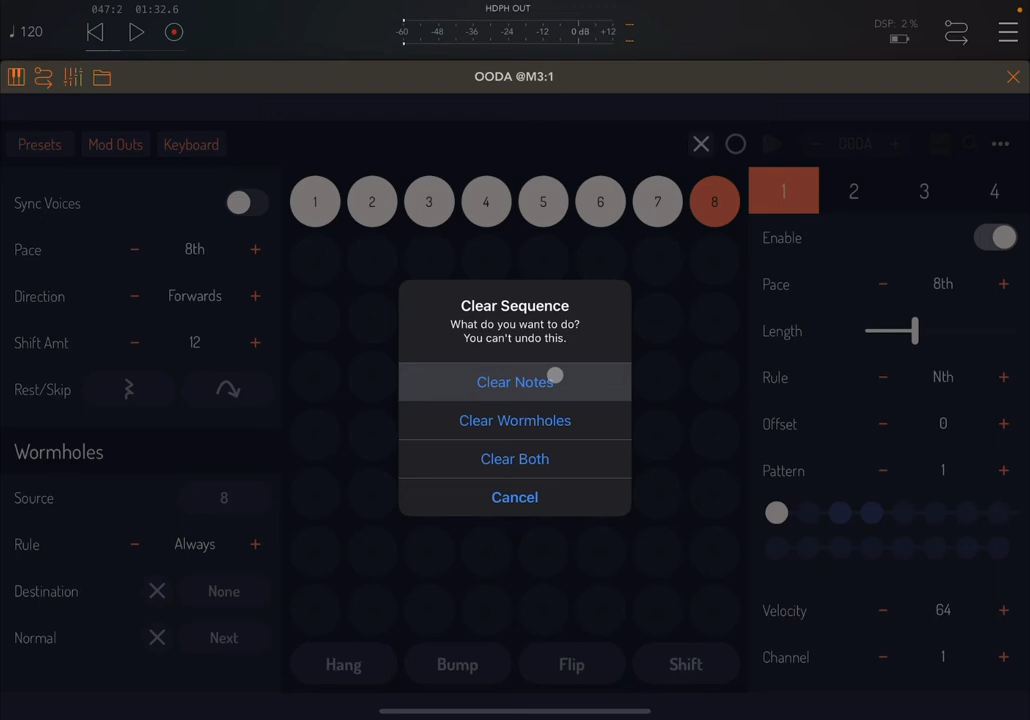 047:2 01:32.6
HDPH OUT
120
-60 -48 -36 -24 -12 0 dB +12
DSP: 2 %
OODA @M3:1
Presets Mod Outs Keyboard
OODA
Sync Voices
1 2 3 4 5 6 7 8
1 2 3 4
Enable
Pace - 8th +
Pace - 8th +
Direction - Forwards +
Length
Shift Amt - 12 +
Rest/Skip
Rule - Nth +
Clear Sequence
What do you want to do?
You can't undo this.
Clear Notes
Clear Wormholes
Clear Both
Cancel
Offset - 0 +
Wormholes
Pattern - 1 +
Source 8
Rule - Always +
Destination None
Normal Next
Velocity - 64 +
Channel - 1 +
Hang Bump Flip Shift